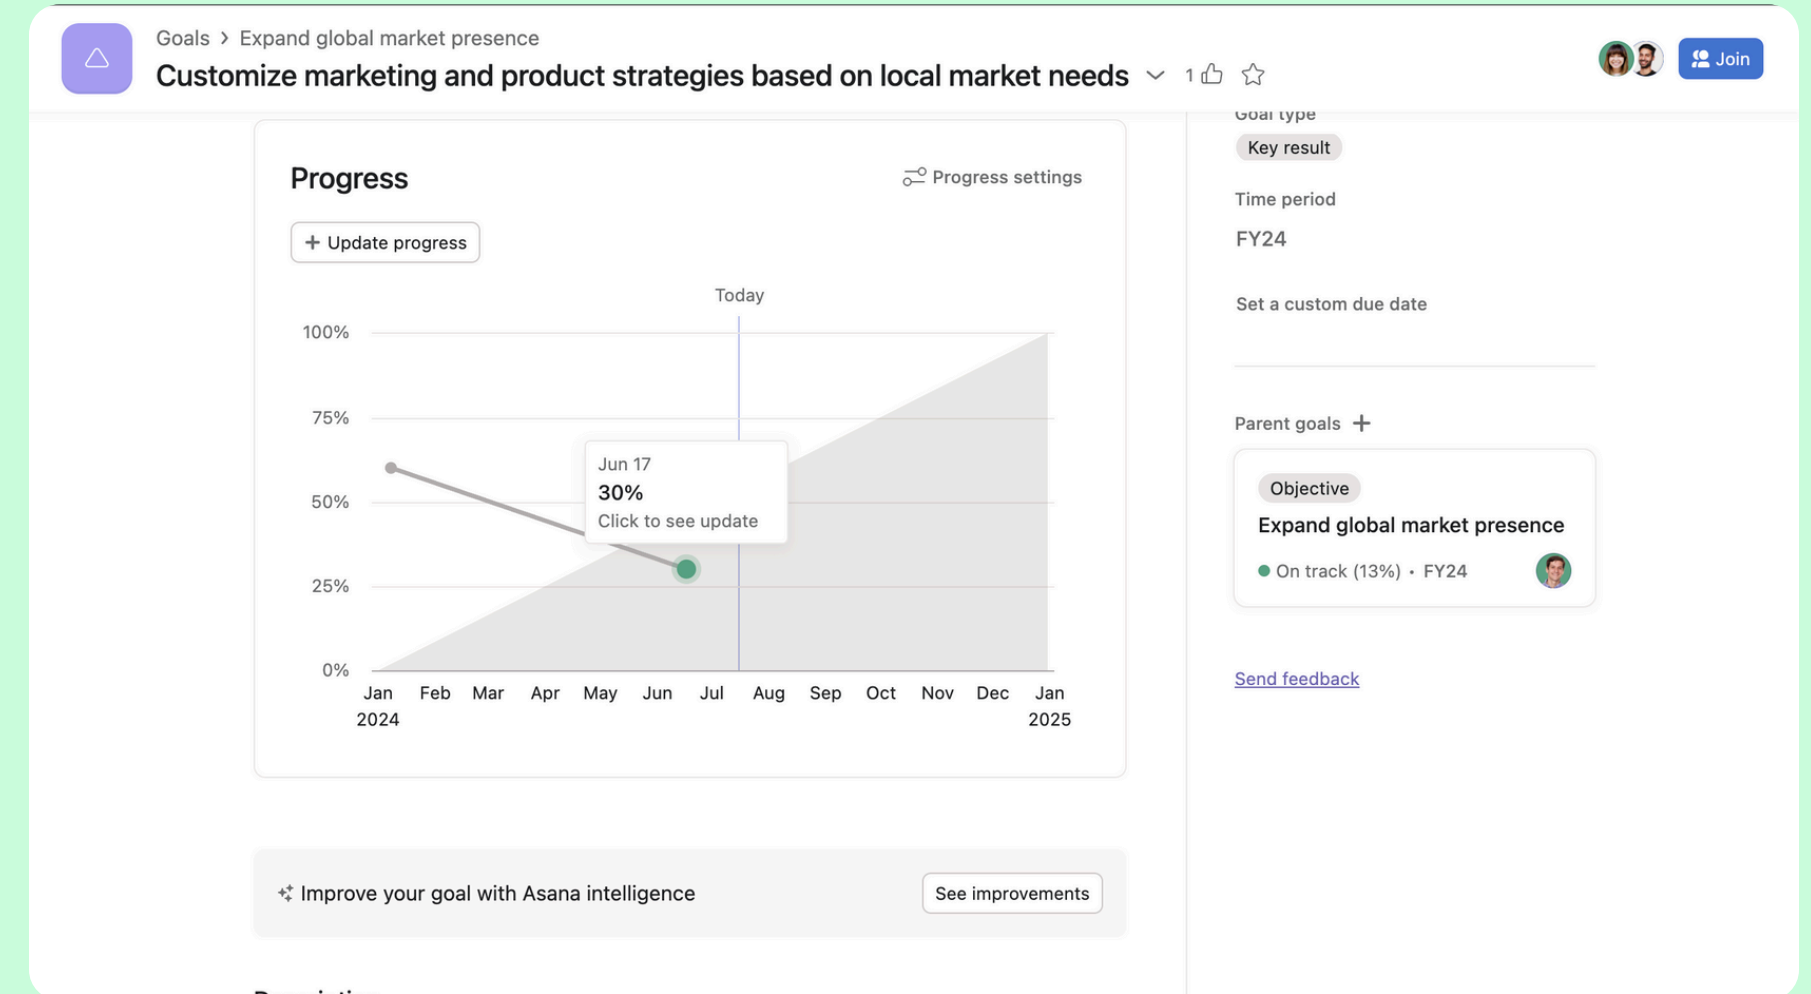 Goals > Expand global market presence
Customize marketing and product strategies based on local market needs
1
Join
Progress
Progress settings
+ Update progress
Today
100%
75%
50%
25%
0%
Jun 17
30%
Click to see update
Jan Feb Mar Apr May Jun Jul Aug Sep Oct Nov Dec Jan
2024 2025
Improve your goal with Asana intelligence
See improvements
Goal type
Key result
Time period
FY24
Set a custom due date
Parent goals +
Objective
Expand global market presence
On track (13%) • FY24
Send feedback